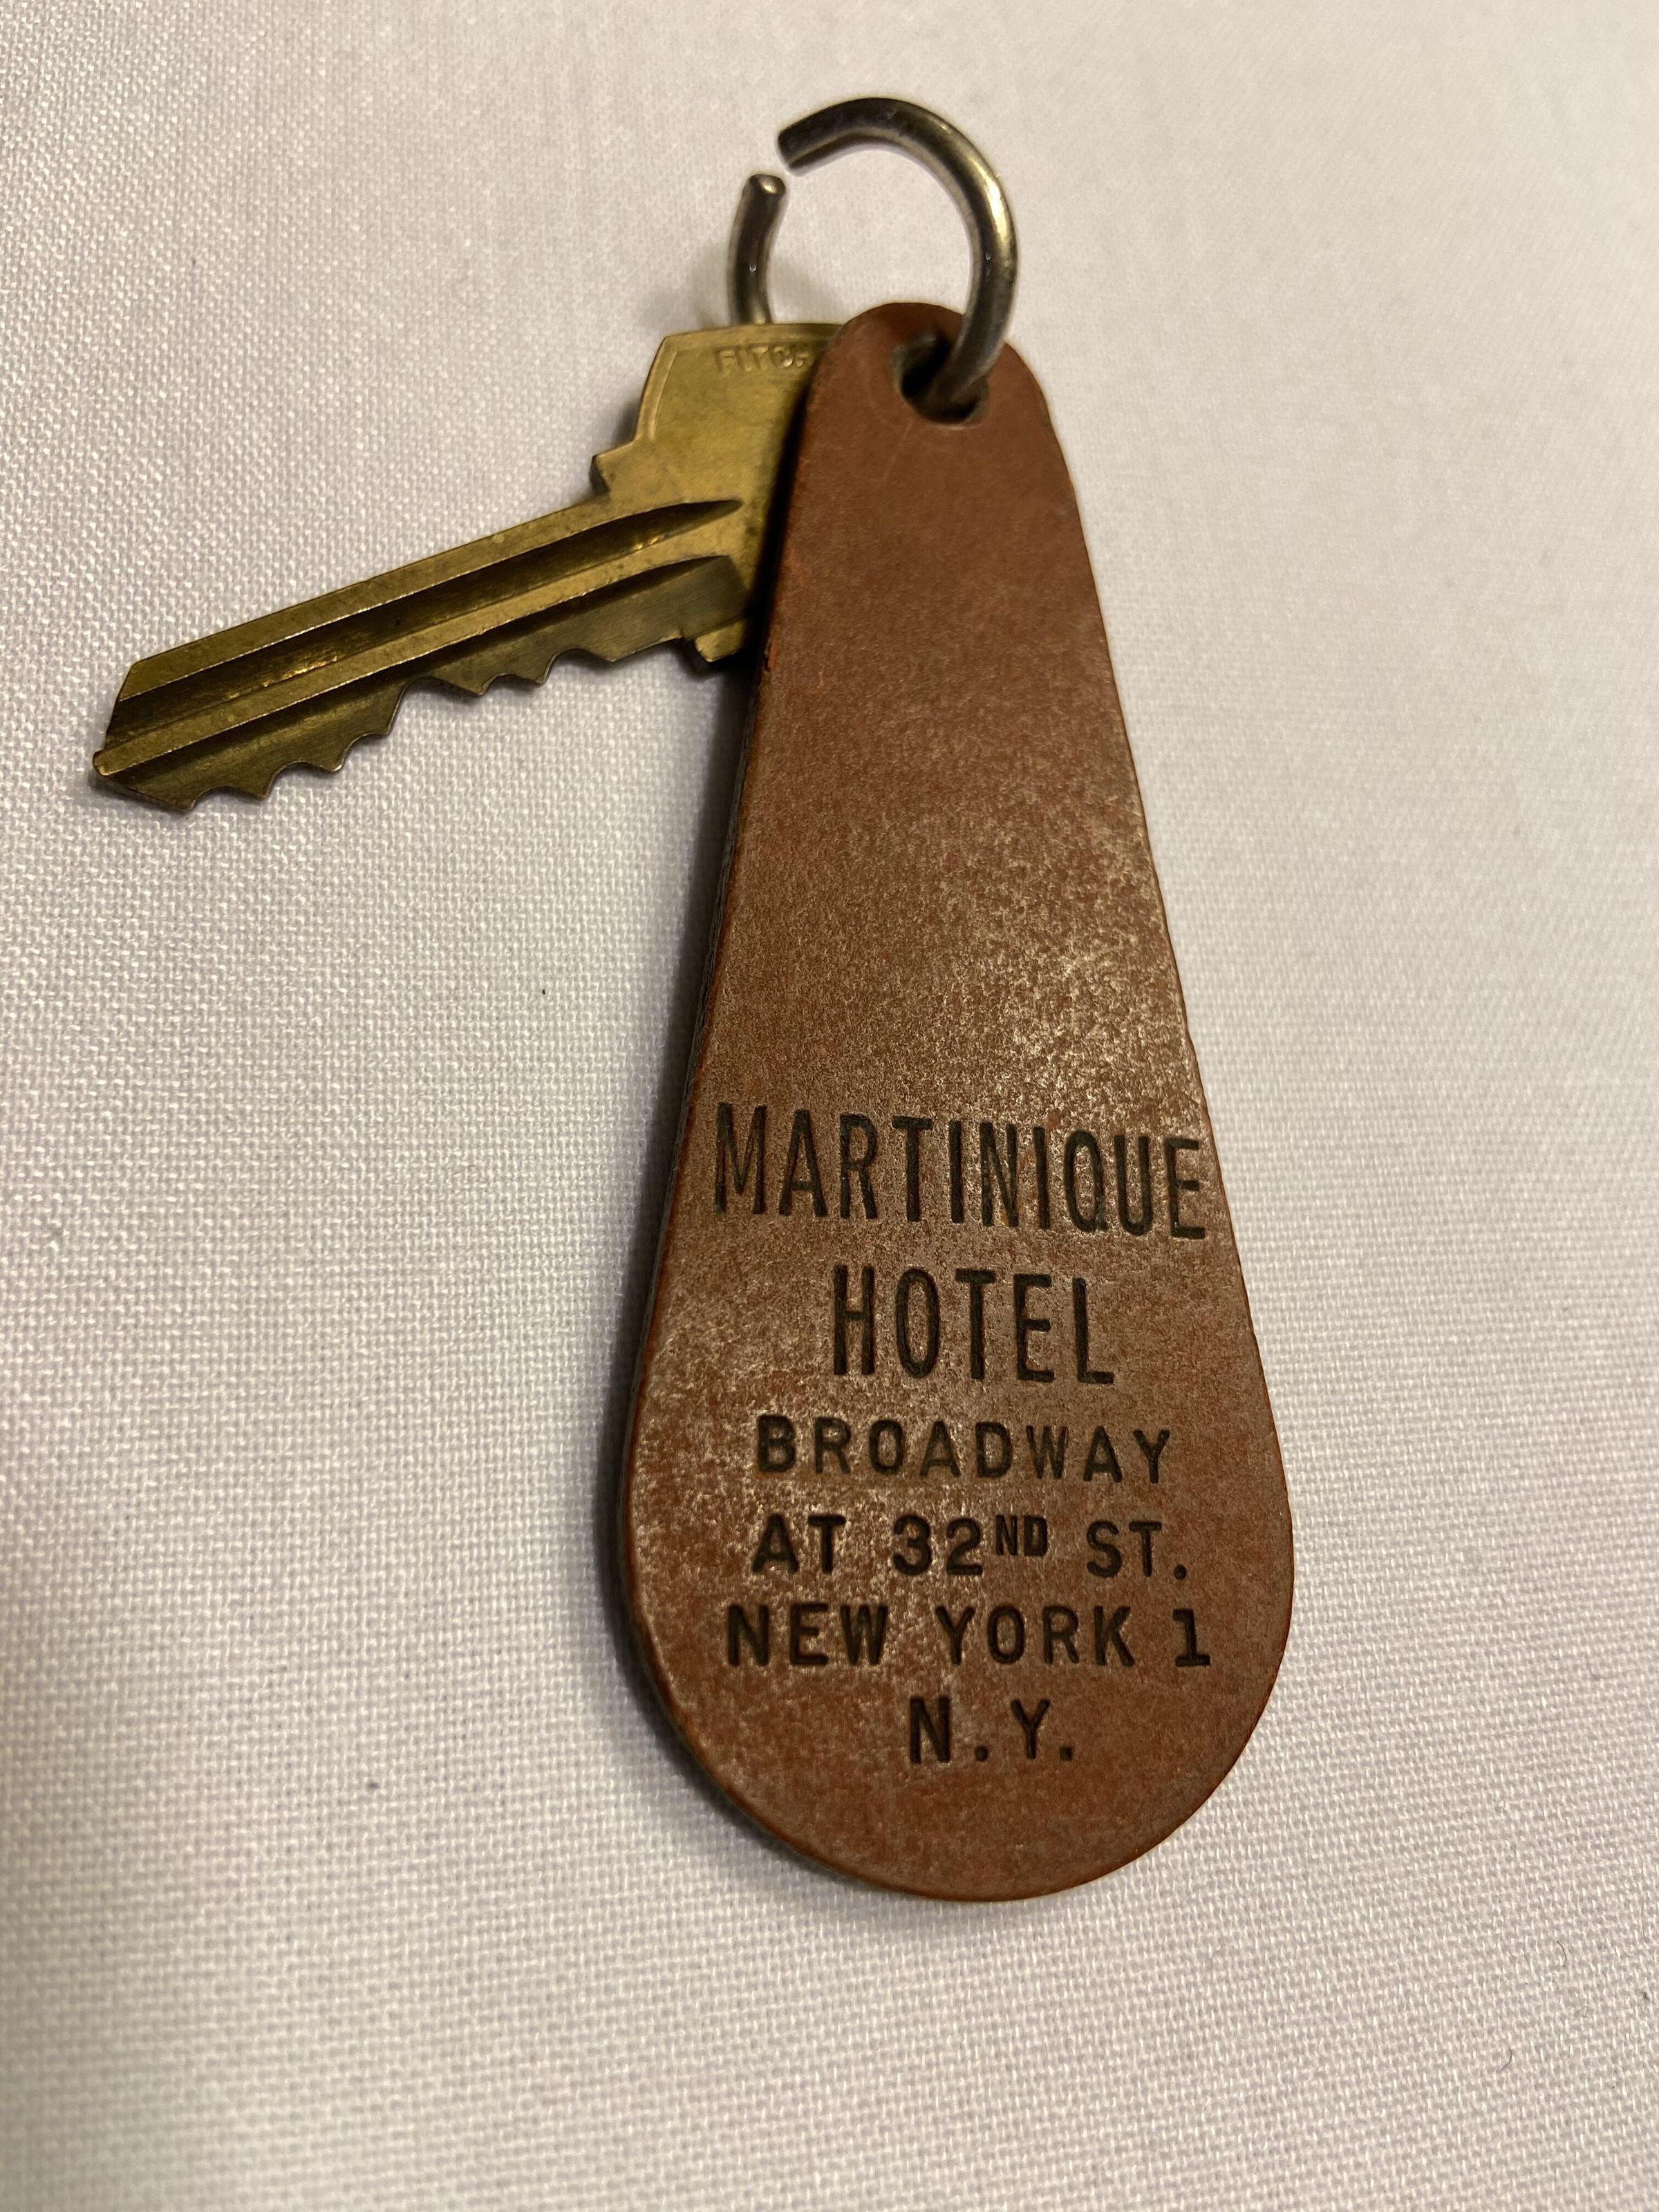 MARTINIQUE
HOTEL
BROADWAY
AT 32ND ST.
NEW YORK 1
N.Y.